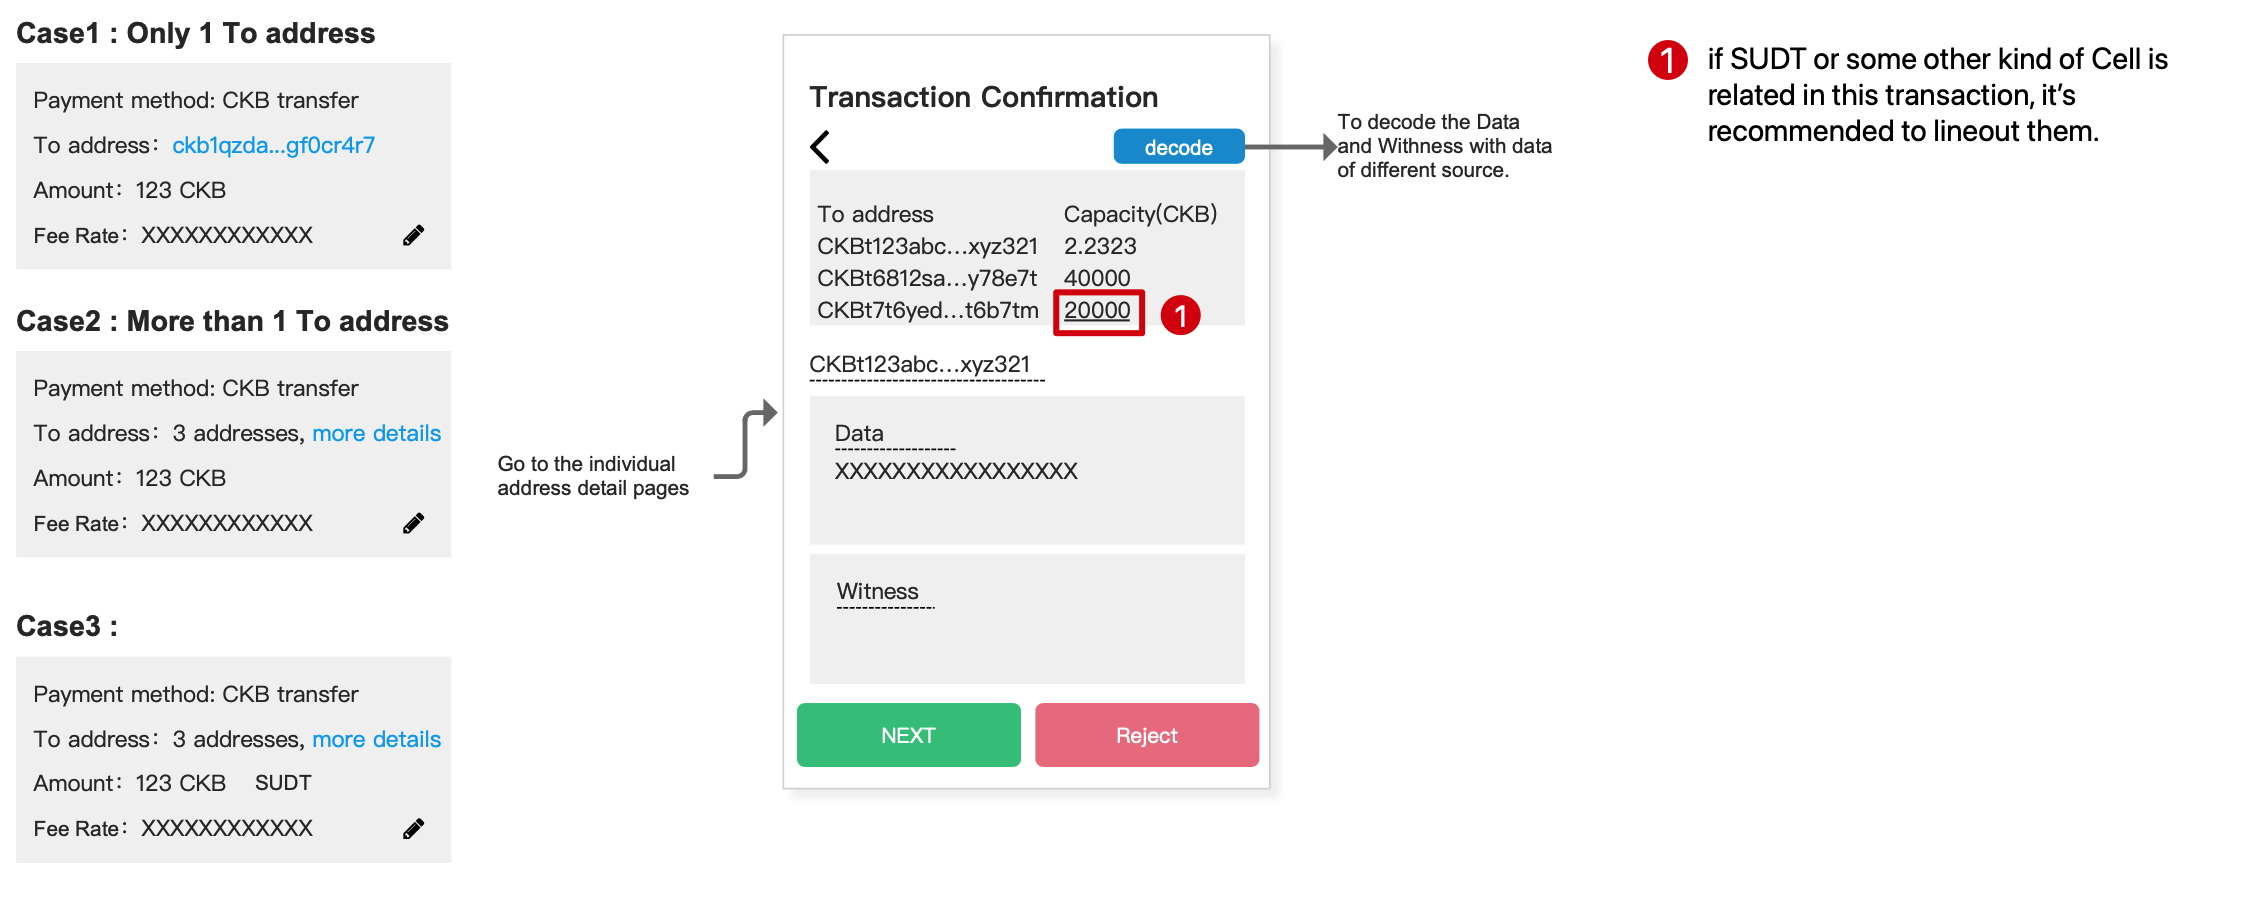 Case1 : Only 1 To address
Payment method: CKB transfer
To address: ckb1qzda...gf0cr4r7
Amount: 123 CKB
Fee Rate: XXXXXXXXXXXX
Case2 : More than 1 To address
Payment method: CKB transfer
To address: 3 addresses, more details
Amount: 123 CKB
Fee Rate: XXXXXXXXXXXX
Case3 :
Payment method: CKB transfer
To address: 3 addresses, more details
Amount: 123 CKB SUDT
Fee Rate: XXXXXXXXXXXX
Go to the individual
address detail pages
Transaction Confirmation
decode
To address Capacity(CKB)
CKBt123abc...xyz321 2.2323
CKBt6812sa...y78e7t 40000
CKBt7t6yed...t6b7tm 20000
1
CKBt123abc...xyz321
Data
XXXXXXXXXXXXXXXXX
Witness
NEXT
Reject
To decode the Data
and Withness with data
of different source.
1 if SUDT or some other kind of Cell is
related in this transaction, it's
recommended to lineout them.